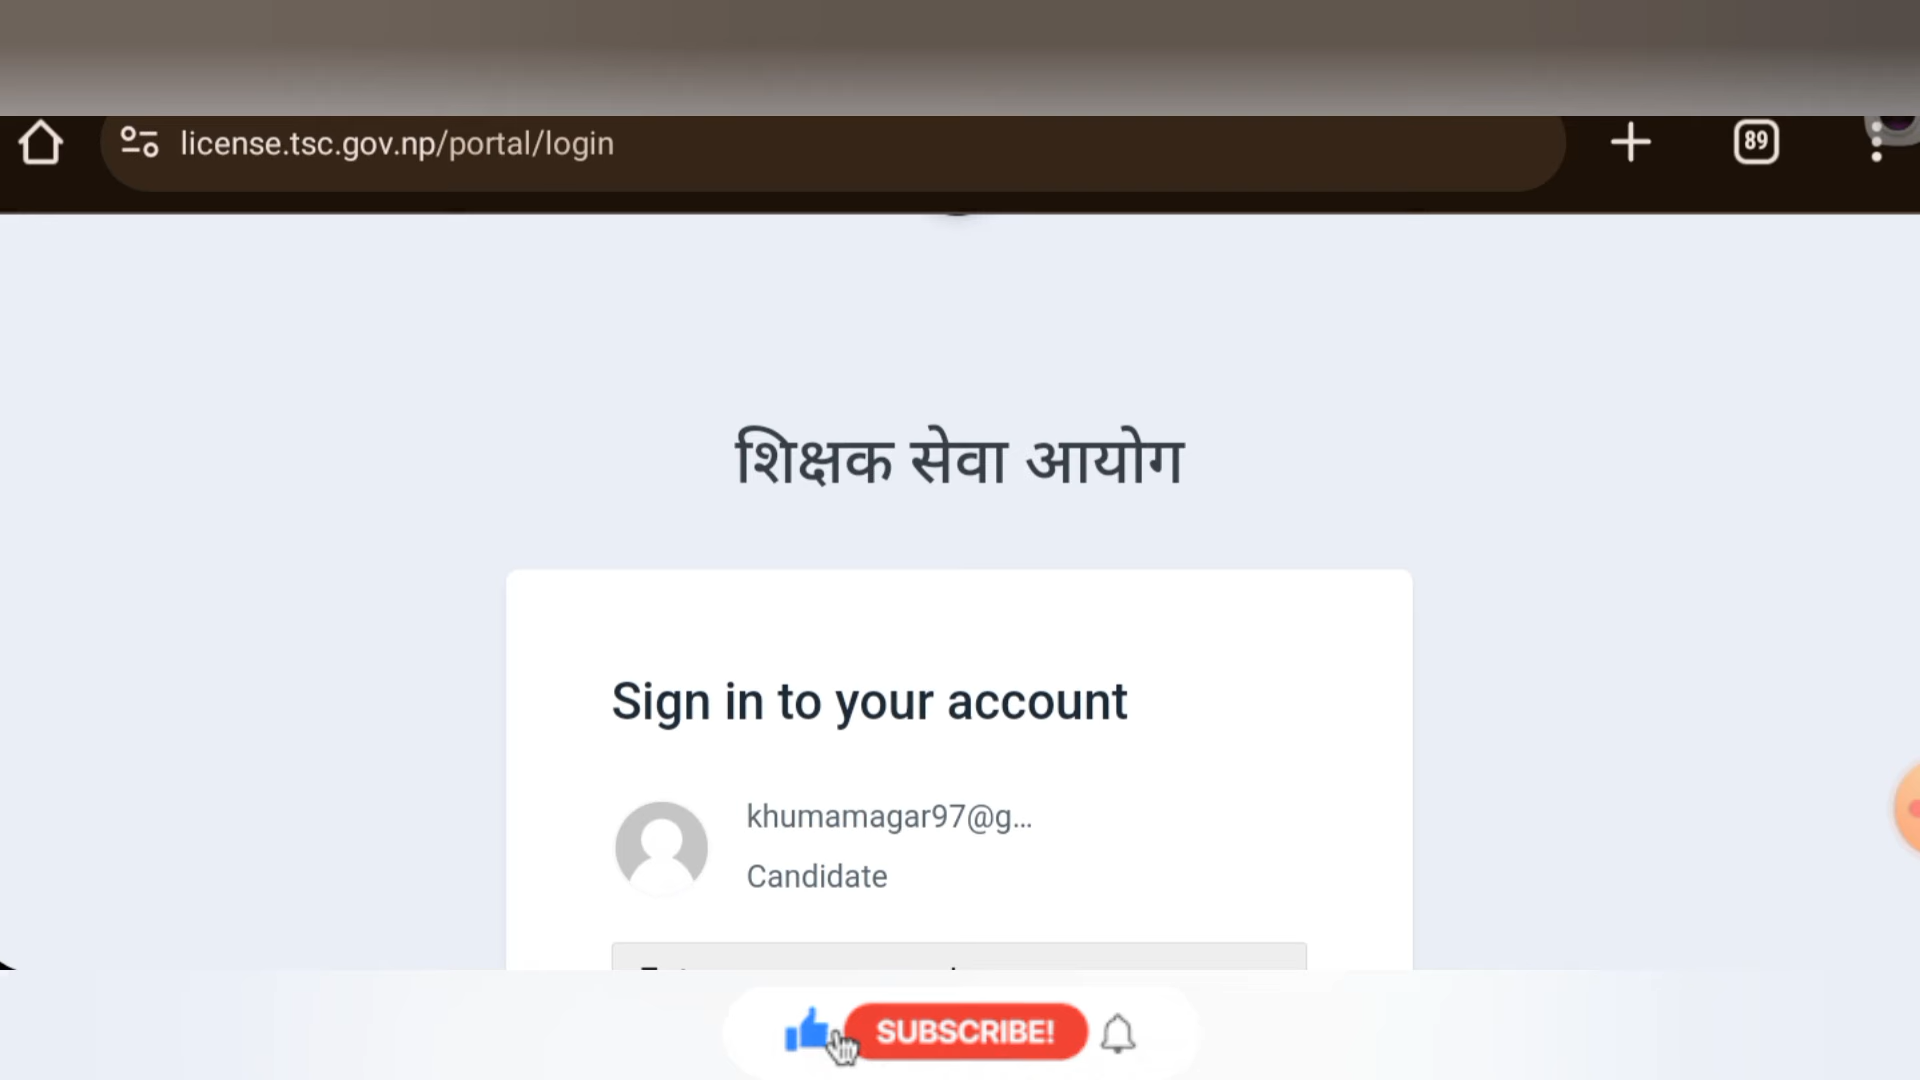 license.tsc.gov.np/portal/login
89
शिक्षक सेवा आयोग
Sign in to your account
khumamagar97@g...
Candidate
SUBSCRIBE!